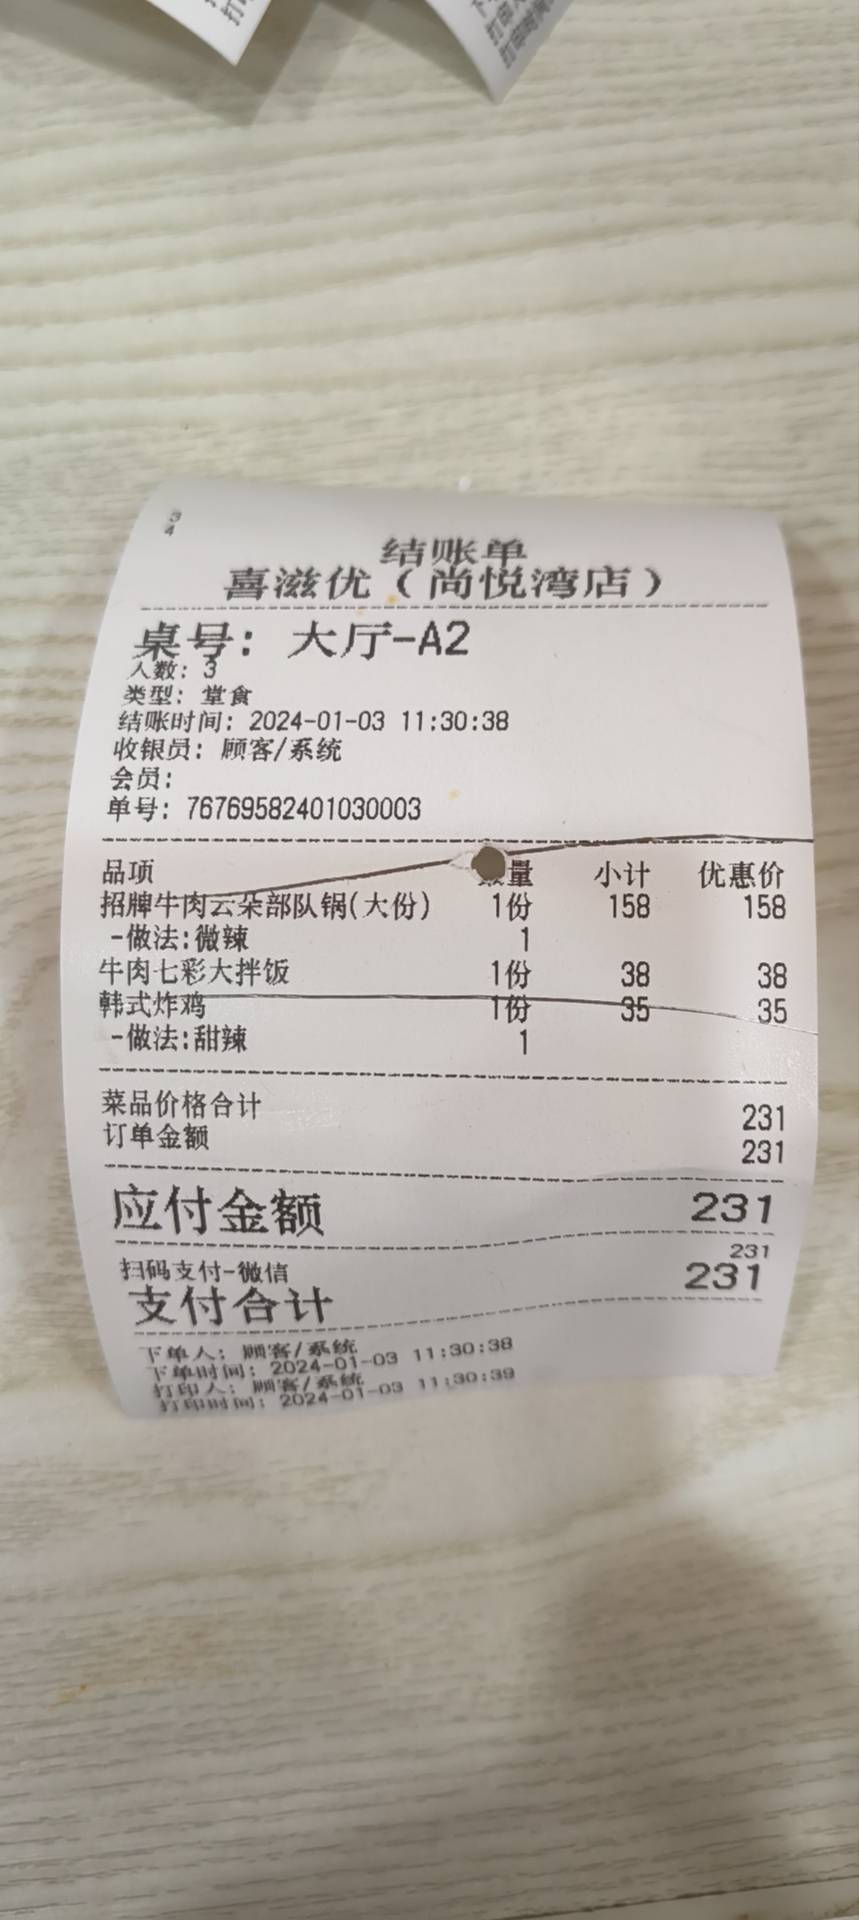 34
结账单
喜滋优（尚悦湾店）
桌号: 大厅-A2
人数: 3
类型: 堂食
结账时间: 2024-01-03 11:30:38
收银员: 顾客/系统
会员:
单号: 76769582401030003
品项 量 小计 优惠价
招牌牛肉云朵部队锅(大份) 1份 158 158
-做法:微辣 1
牛肉七彩大拌饭 1份 38 38
韩式炸鸡 1份 35 35
-做法:甜辣 1
菜品价格合计 231
订单金额 231
应付金额 231
扫码支付-微信 231
支付合计 231
下单人: 顾客/系统
下单时间: 2024-01-03 11:30:38
打印人: 顾客/系统
打印时间: 2024-01-03 11:30:39